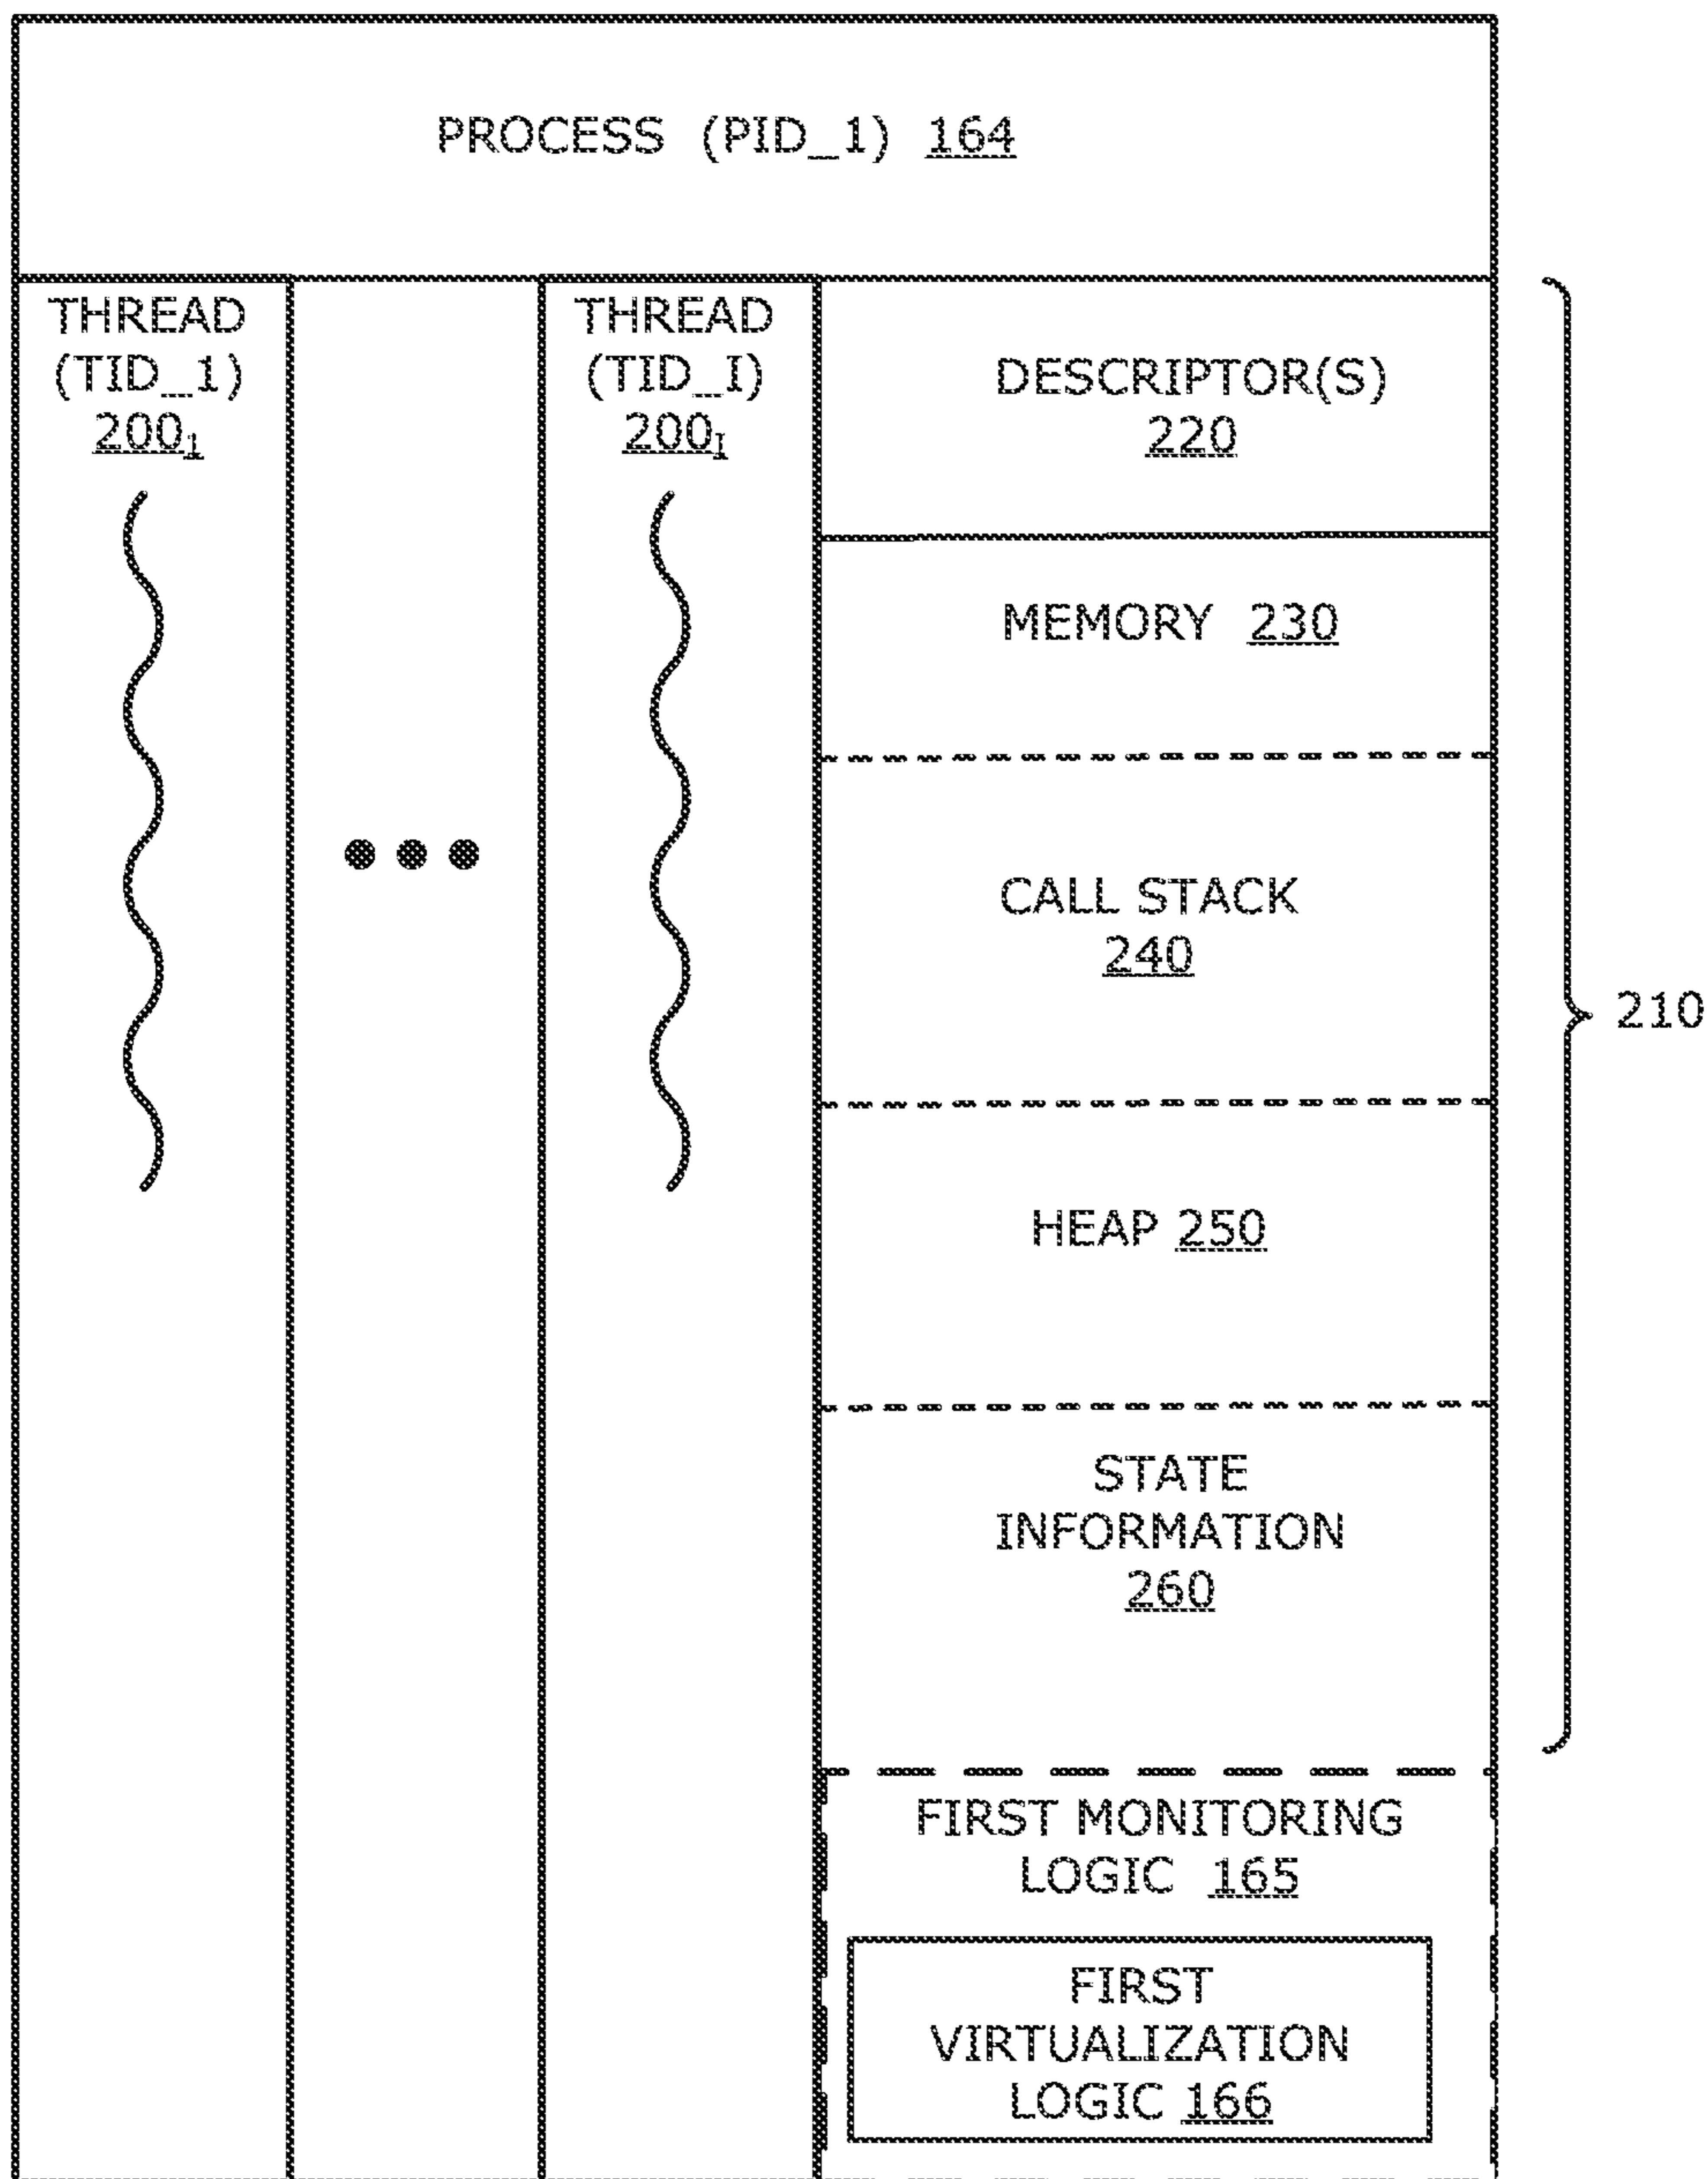 PROCESS (PID_1) 164
THREAD
(TID_1)
200₁
THREAD
(TID_I)
200I
DESCRIPTOR(S)
220
MEMORY 230
CALL STACK
240
210
HEAP 250
STATE
INFORMATION
260
FIRST MONITORING
LOGIC 165
FIRST
VIRTUALIZATION
LOGIC 166